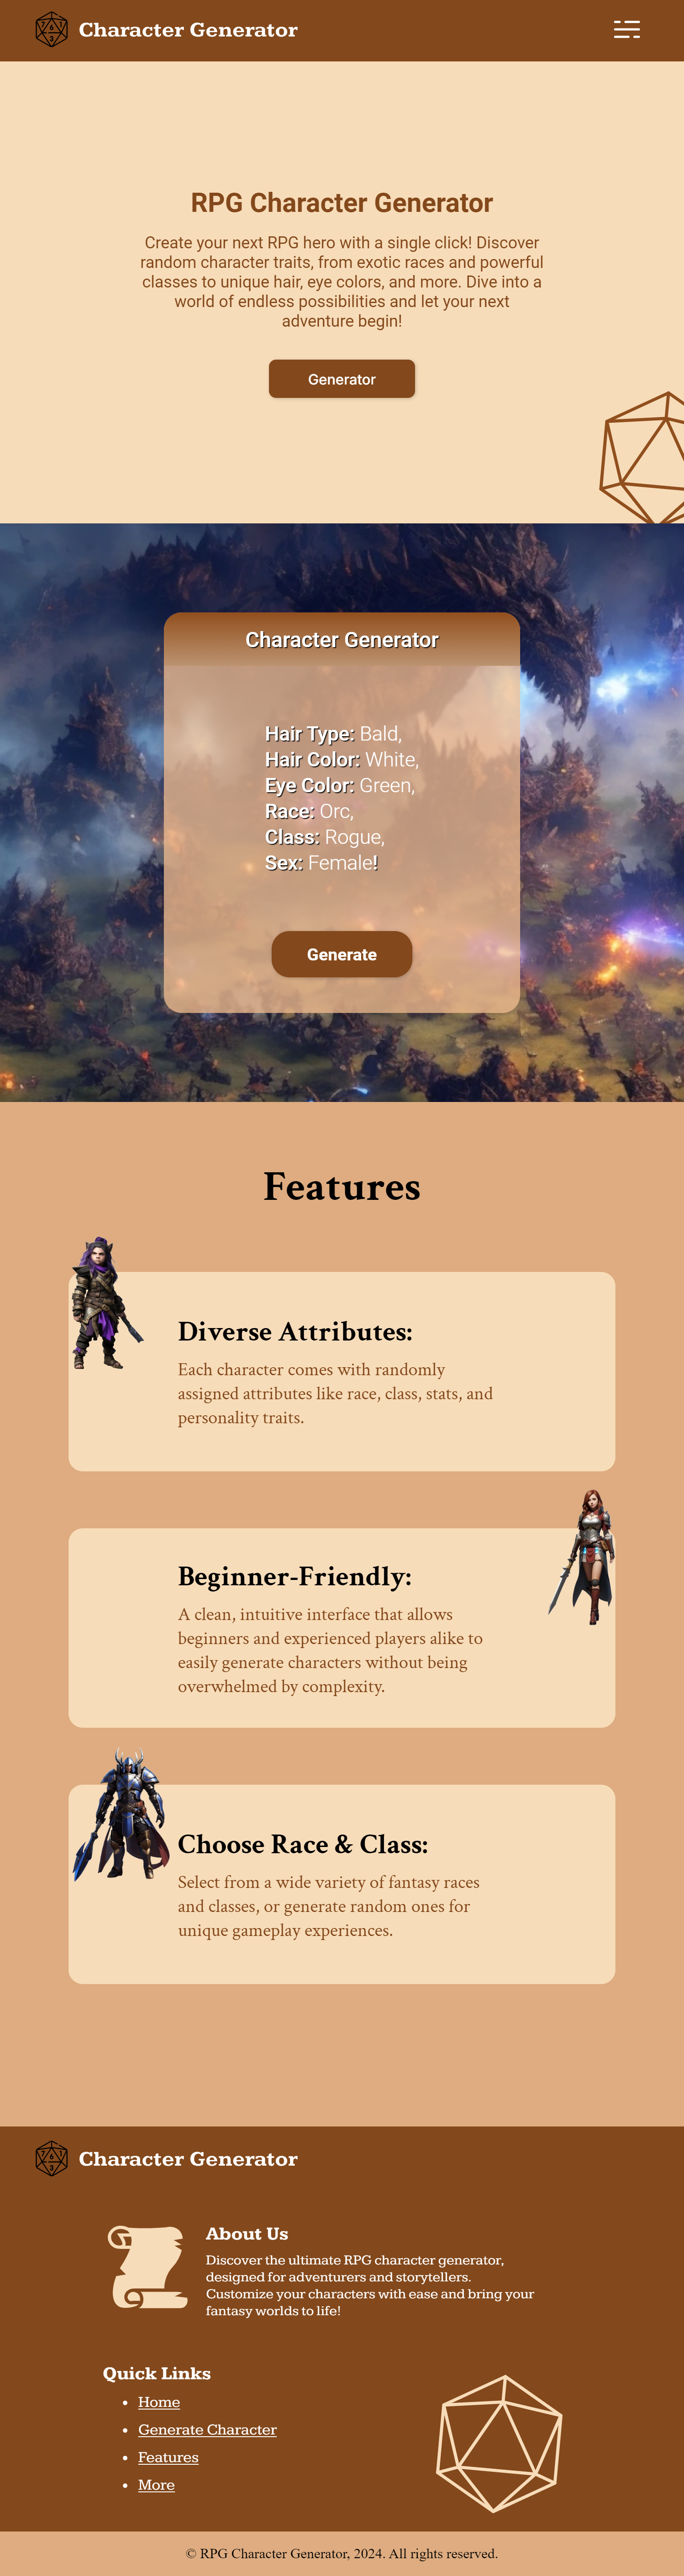 Character Generator
RPG Character Generator
Create your next RPG hero with a single click! Discover
random character traits, from exotic races and powerful
classes to unique hair, eye colors, and more. Dive into a
world of endless possibilities and let your next
adventure begin!
Generator
Character Generator
Hair Type: Bald,
Hair Color: White,
Eye Color: Green,
Race: Orc,
Class: Rogue,
Sex: Female!
Generate
Features
Diverse Attributes:
Each character comes with randomly
assigned attributes like race, class, stats, and
personality traits.
Beginner-Friendly:
A clean, intuitive interface that allows
beginners and experienced players alike to
easily generate characters without being
overwhelmed by complexity.
Choose Race & Class:
Select from a wide variety of fantasy races
and classes, or generate random ones for
unique gameplay experiences.
Character Generator
About Us
Discover the ultimate RPG character generator,
designed for adventurers and storytellers.
Customize your characters with ease and bring your
fantasy worlds to life!
Quick Links
• Home
• Generate Character
• Features
• More
© RPG Character Generator, 2024. All rights reserved.